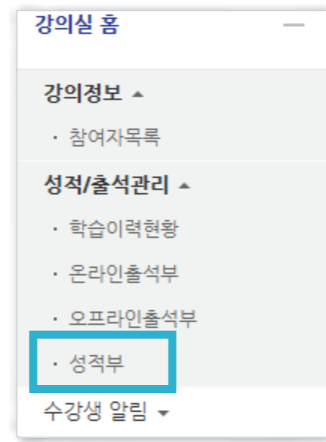 강의실 홈
강의정보 ▲
· 참여자목록
성적/출석관리 ▲
· 학습이력현황
· 온라인출석부
· 오프라인출석부
· 성적부
수강생 알림 ▼